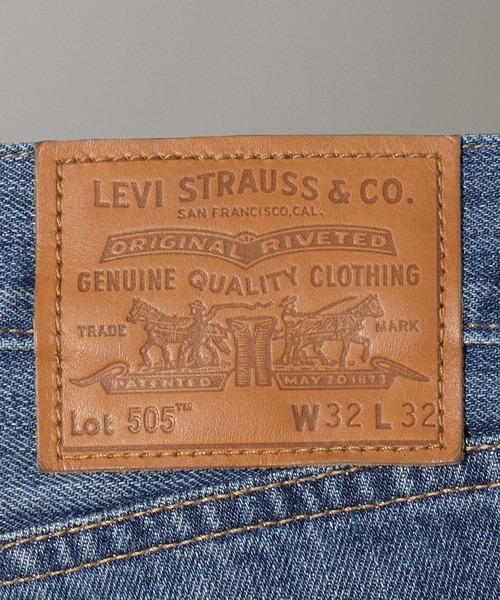 LEVI STRAUSS & CO.
SAN FRANCISCO, CAL.
ORIGINAL RIVETED
GENUINE QUALITY CLOTHING
TRADE MARK
PATENTED MAY 20 1873
Lot 505™ W32 L 32